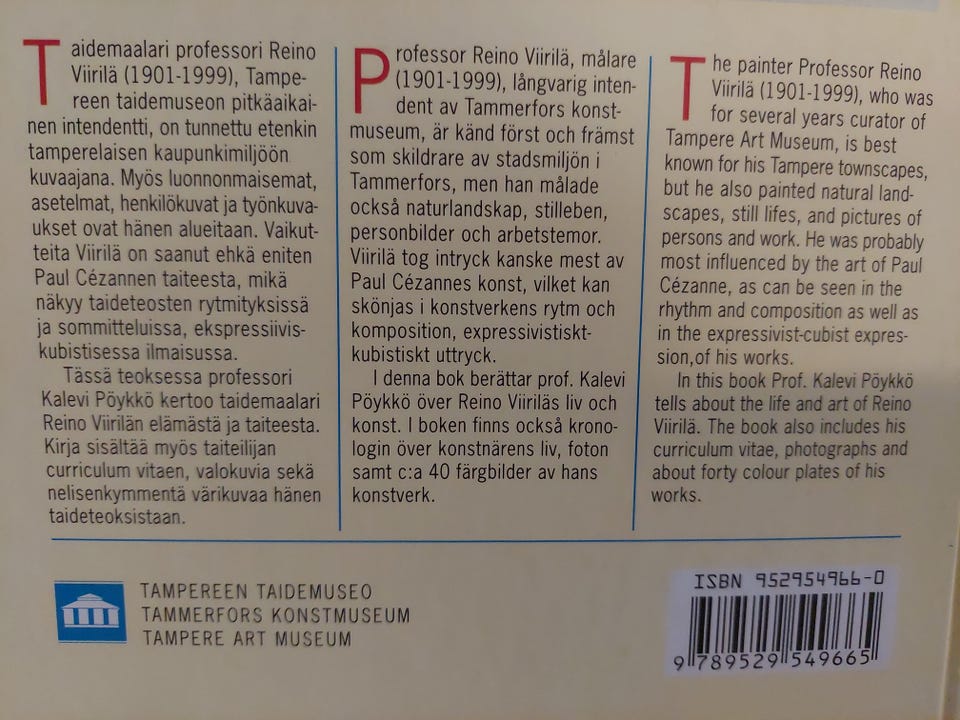 Taidemaalari professori Reino
Viirilä (1901-1999), Tampe-
reen taidemuseon pitkäaikai-
nen intendentti, on tunnettu etenkin
tamperelaisen kaupunkimiljöön
kuvaajana. Myös luonnonmaisemat,
asetelmat, henkilökuvat ja työnkuva-
ukset ovat hänen alueitaan. Vaikut-
teita Viirilä on saanut ehkä eniten
Paul Cézannen taiteesta, mikä
näkyy taideteosten rytmityksissä
ja sommitteluissa, ekspressiivis-
kubistisessa ilmaisussa.
Tässä teoksessa professori
Kalevi Pöykkö kertoo taidemaalari
Reino Viirilän elämästä ja taiteesta.
Kirja sisältää myös taiteilijan
curriculum vitaen, valokuvia sekä
nelisenkymmentä värikuvaa hänen
taideteoksistaan.
Professor Reino Viirilä, målare
(1901-1999), långvarig inten-
dent av Tammerfors konst-
museum, är känd först och främst
som skildrare av stadsmiljön i
Tammerfors, men han målade
också naturlandskap, stilleben,
personbilder och arbetstemor.
Viirilä tog intryck kanske mest av
Paul Cézannes konst, vilket kan
skönjas i konstverkens rytm och
komposition, expressivistiskt-
kubistiskt uttryck.
I denna bok berättar prof. Kalevi
Pöykkö över Reino Viiriläs liv och
konst. I boken finns också krono-
login över konstnärens liv, foton
samt c:a 40 färgbilder av hans
konstverk.
The painter Professor Reino
Viirilä (1901-1999), who was
for several years curator of
Tampere Art Museum, is best
known for his Tampere townscapes,
but he also painted natural land-
scapes, still lifes, and pictures of
persons and work. He was probably
most influenced by the art of Paul
Cézanne, as can be seen in the
rhythm and composition as well as
in the expressivist-cubist expres-
sion,of his works.
In this book Prof. Kalevi Pöykkö
tells about the life and art of Reino
Viirilä. The book also includes his
curriculum vitae, photographs and
about forty colour plates of his
works.
TAMPEREEN TAIDEMUSEO
TAMMERFORS KONSTMUSEUM
TAMPERE ART MUSEUM
ISBN 952954966-0
9 789529 549665